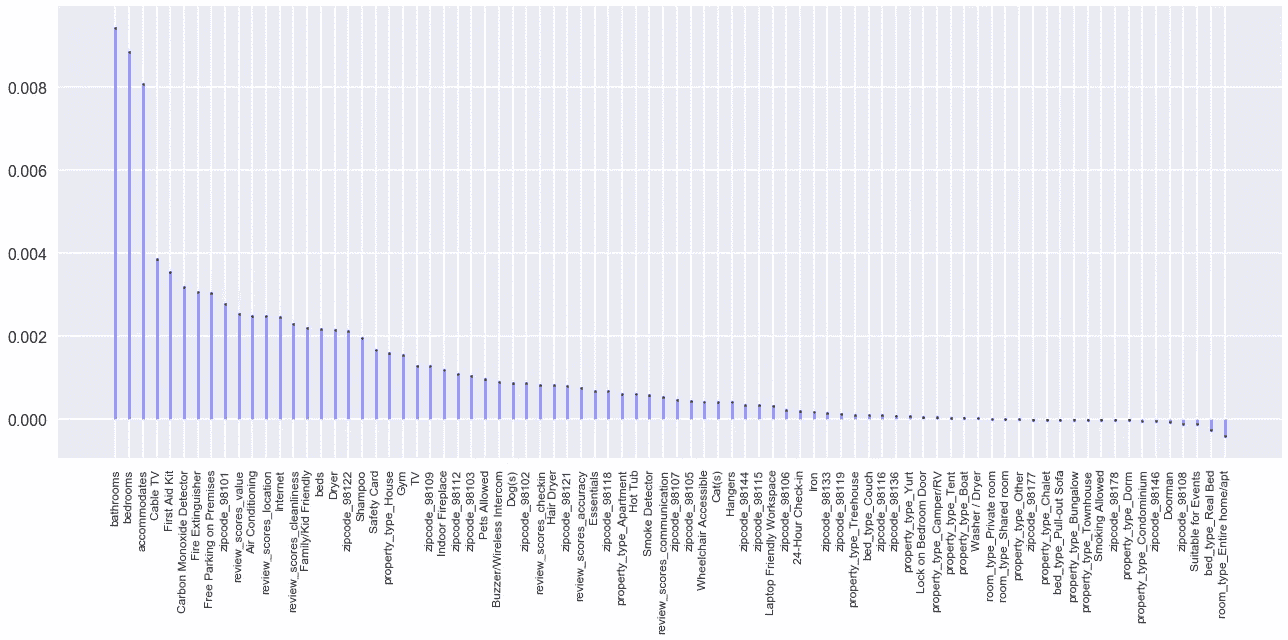 0.008
0.006
0.004
0.002
0.000
bathrooms
bedrooms
accommodates
Cable TV
First Aid Kit
Carbon Monoxide Detector
Fire Extinguisher
Free Parking on Premises
zipcode_98101
review_scores_value
Air Conditioning
review_scores_location
Internet
review_scores_cleanliness
Family/Kid Friendly
beds
Dryer
zipcode_98122
Shampoo
Safety Card
property_type_House
Gym
TV
zipcode_98109
Indoor Fireplace
zipcode_98112
zipcode_98103
Pets Allowed
Buzzer/Wireless Intercom
Dog(s)
zipcode_98102
review_scores_checkin
Hair Dryer
zipcode_98121
review_scores_accuracy
Essentials
zipcode_98118
property_type_Apartment
Hot Tub
Smoke Detector
review_scores_communication
zipcode_98107
zipcode_98105
Wheelchair Accessible
Cat(s)
Hangers
zipcode_98144
zipcode_98115
Laptop Friendly Workspace
zipcode_98106
24-Hour Check-in
Iron
zipcode_98133
zipcode_98119
property_type_Treehouse
bed_type_Couch
zipcode_98116
zipcode_98136
property_type_Yurt
Lock on Bedroom Door
property_type_Camper/RV
property_type_Tent
property_type_Boat
Washer / Dryer
room_type_Private room
room_type_Shared room
property_type_Other
zipcode_98177
property_type_Chalet
bed_type_Pull-out Sofa
property_type_Bungalow
property_type_Townhouse
Smoking Allowed
zipcode_98178
property_type_Dorm
property_type_Condominium
zipcode_98146
Doorman
zipcode_98108
Suitable for Events
bed_type_Real Bed
room_type_Entire home/apt